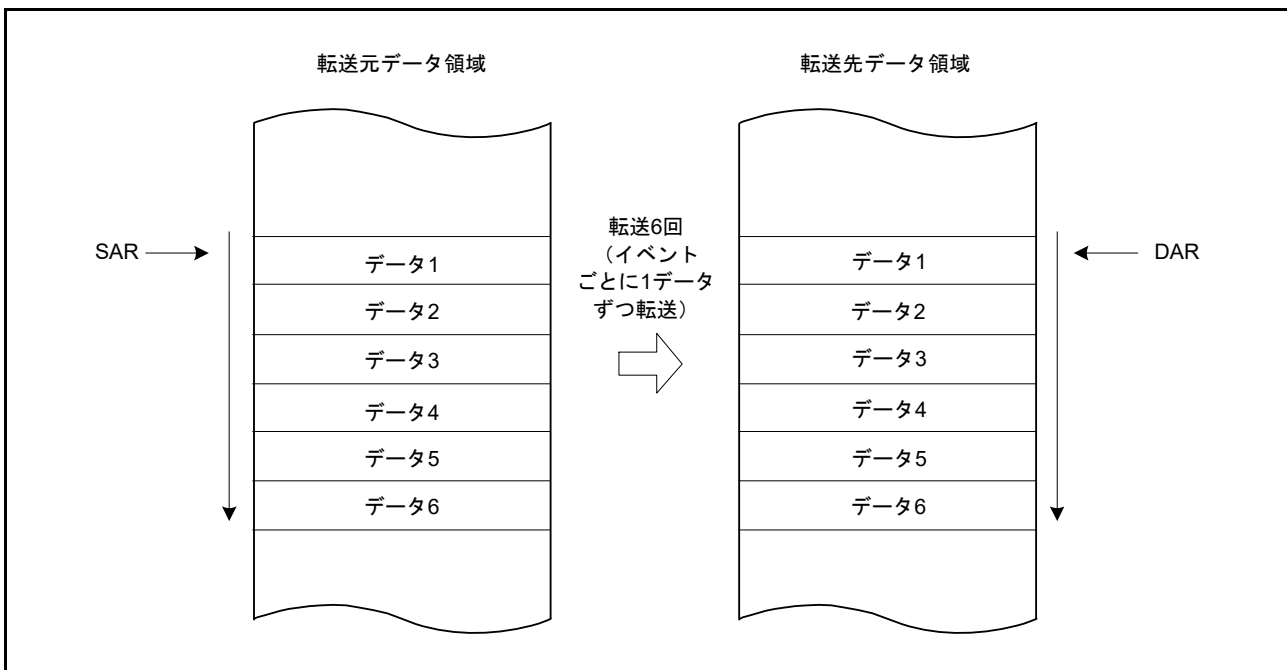 転送元データ領域
転送先データ領域
SAR
データ1
データ2
データ3
データ4
データ5
データ6
転送6回
（イベント
ごとに1データ
ずつ転送）
データ1
データ2
データ3
データ4
データ5
データ6
DAR